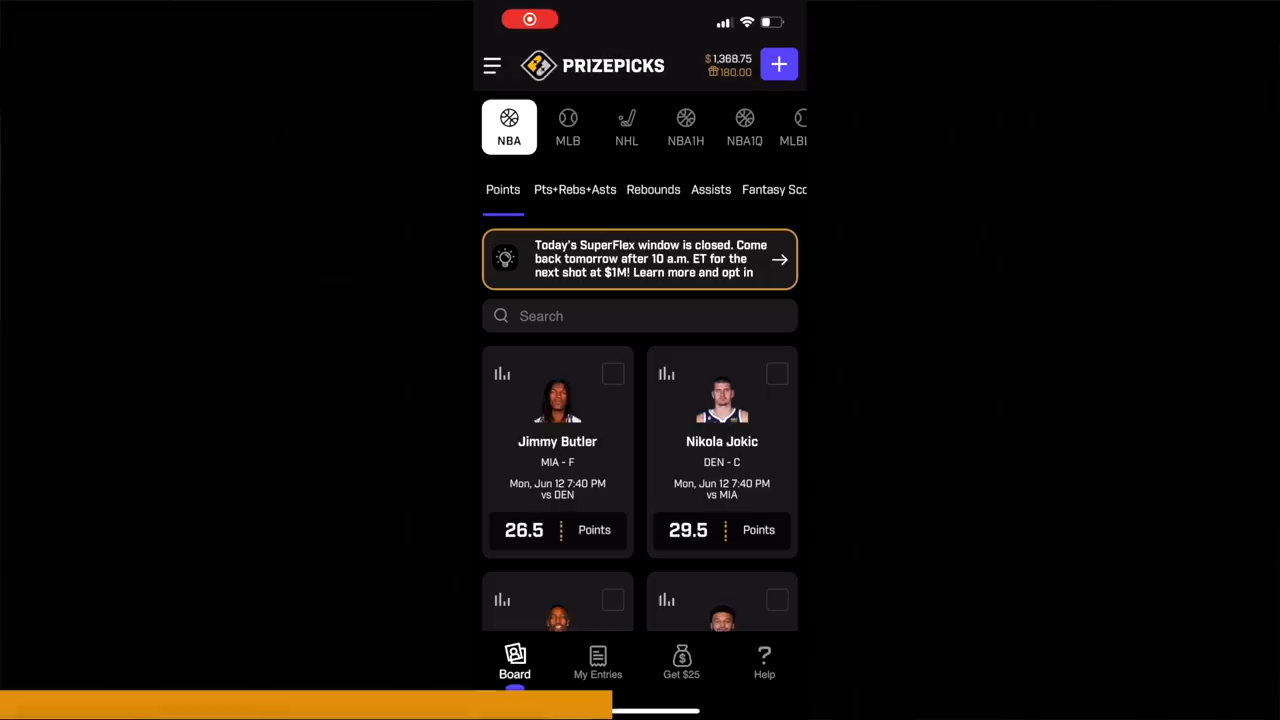 PRIZEPICKS
$ 1,368.75
180.00
+
NBA
MLB
NHL
NBA1H
NBA1Q
MLBL
Points
Pts+Rebs+Asts
Rebounds
Assists
Fantasy Sco
Today's SuperFlex window is closed. Come
back tomorrow after 10 a.m. ET for the
next shot at $1M! Learn more and opt in
Search
Jimmy Butler
MIA - F
Mon, Jun 12 7:40 PM
vs DEN
26.5
Points
Nikola Jokic
DEN - C
Mon, Jun 12 7:40 PM
vs MIA
29.5
Points
Board
My Entries
Get $25
Help